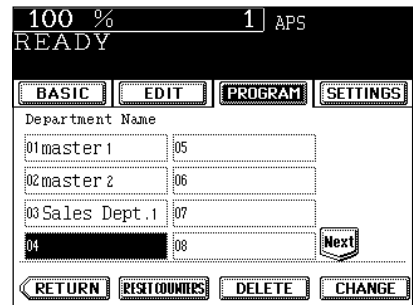 100 % 1 APS
READY
BASIC EDIT PROGRAM SETTINGS
Department Name
01 master 1 05
02 master 2 06
03 Sales Dept.1 07
04 08 Next
RETURN RESET COUNTERS DELETE CHANGE